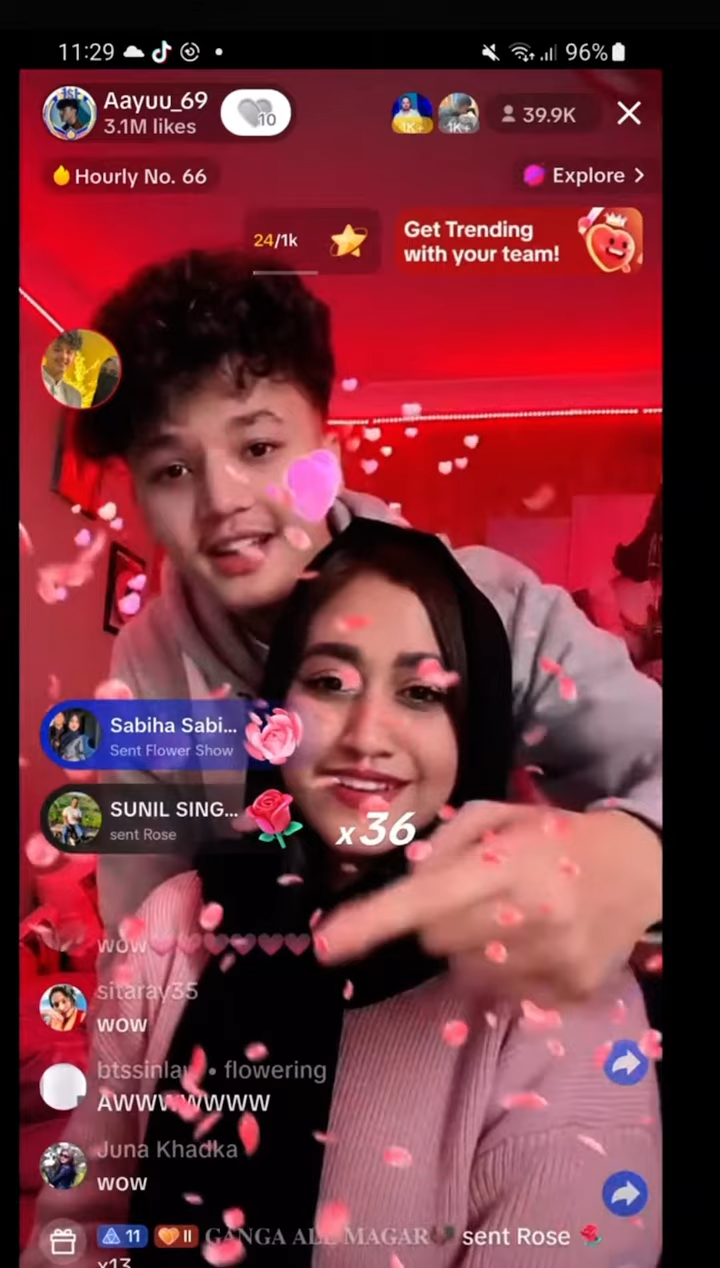 11:29
96%
Aayuu_69
3.1M likes
10
1K+
1K+
39.9K
Hourly No. 66
Explore
24/1k
Get Trending
with your team!
Sabiha Sabi...
Sent Flower Show
SUNIL SING...
sent Rose
x36
wow
sitaray35
wow
• flowering
AWWWWWWW
Juna Khadka
wow
11 II GANGA MAGAR sent Rose
x13